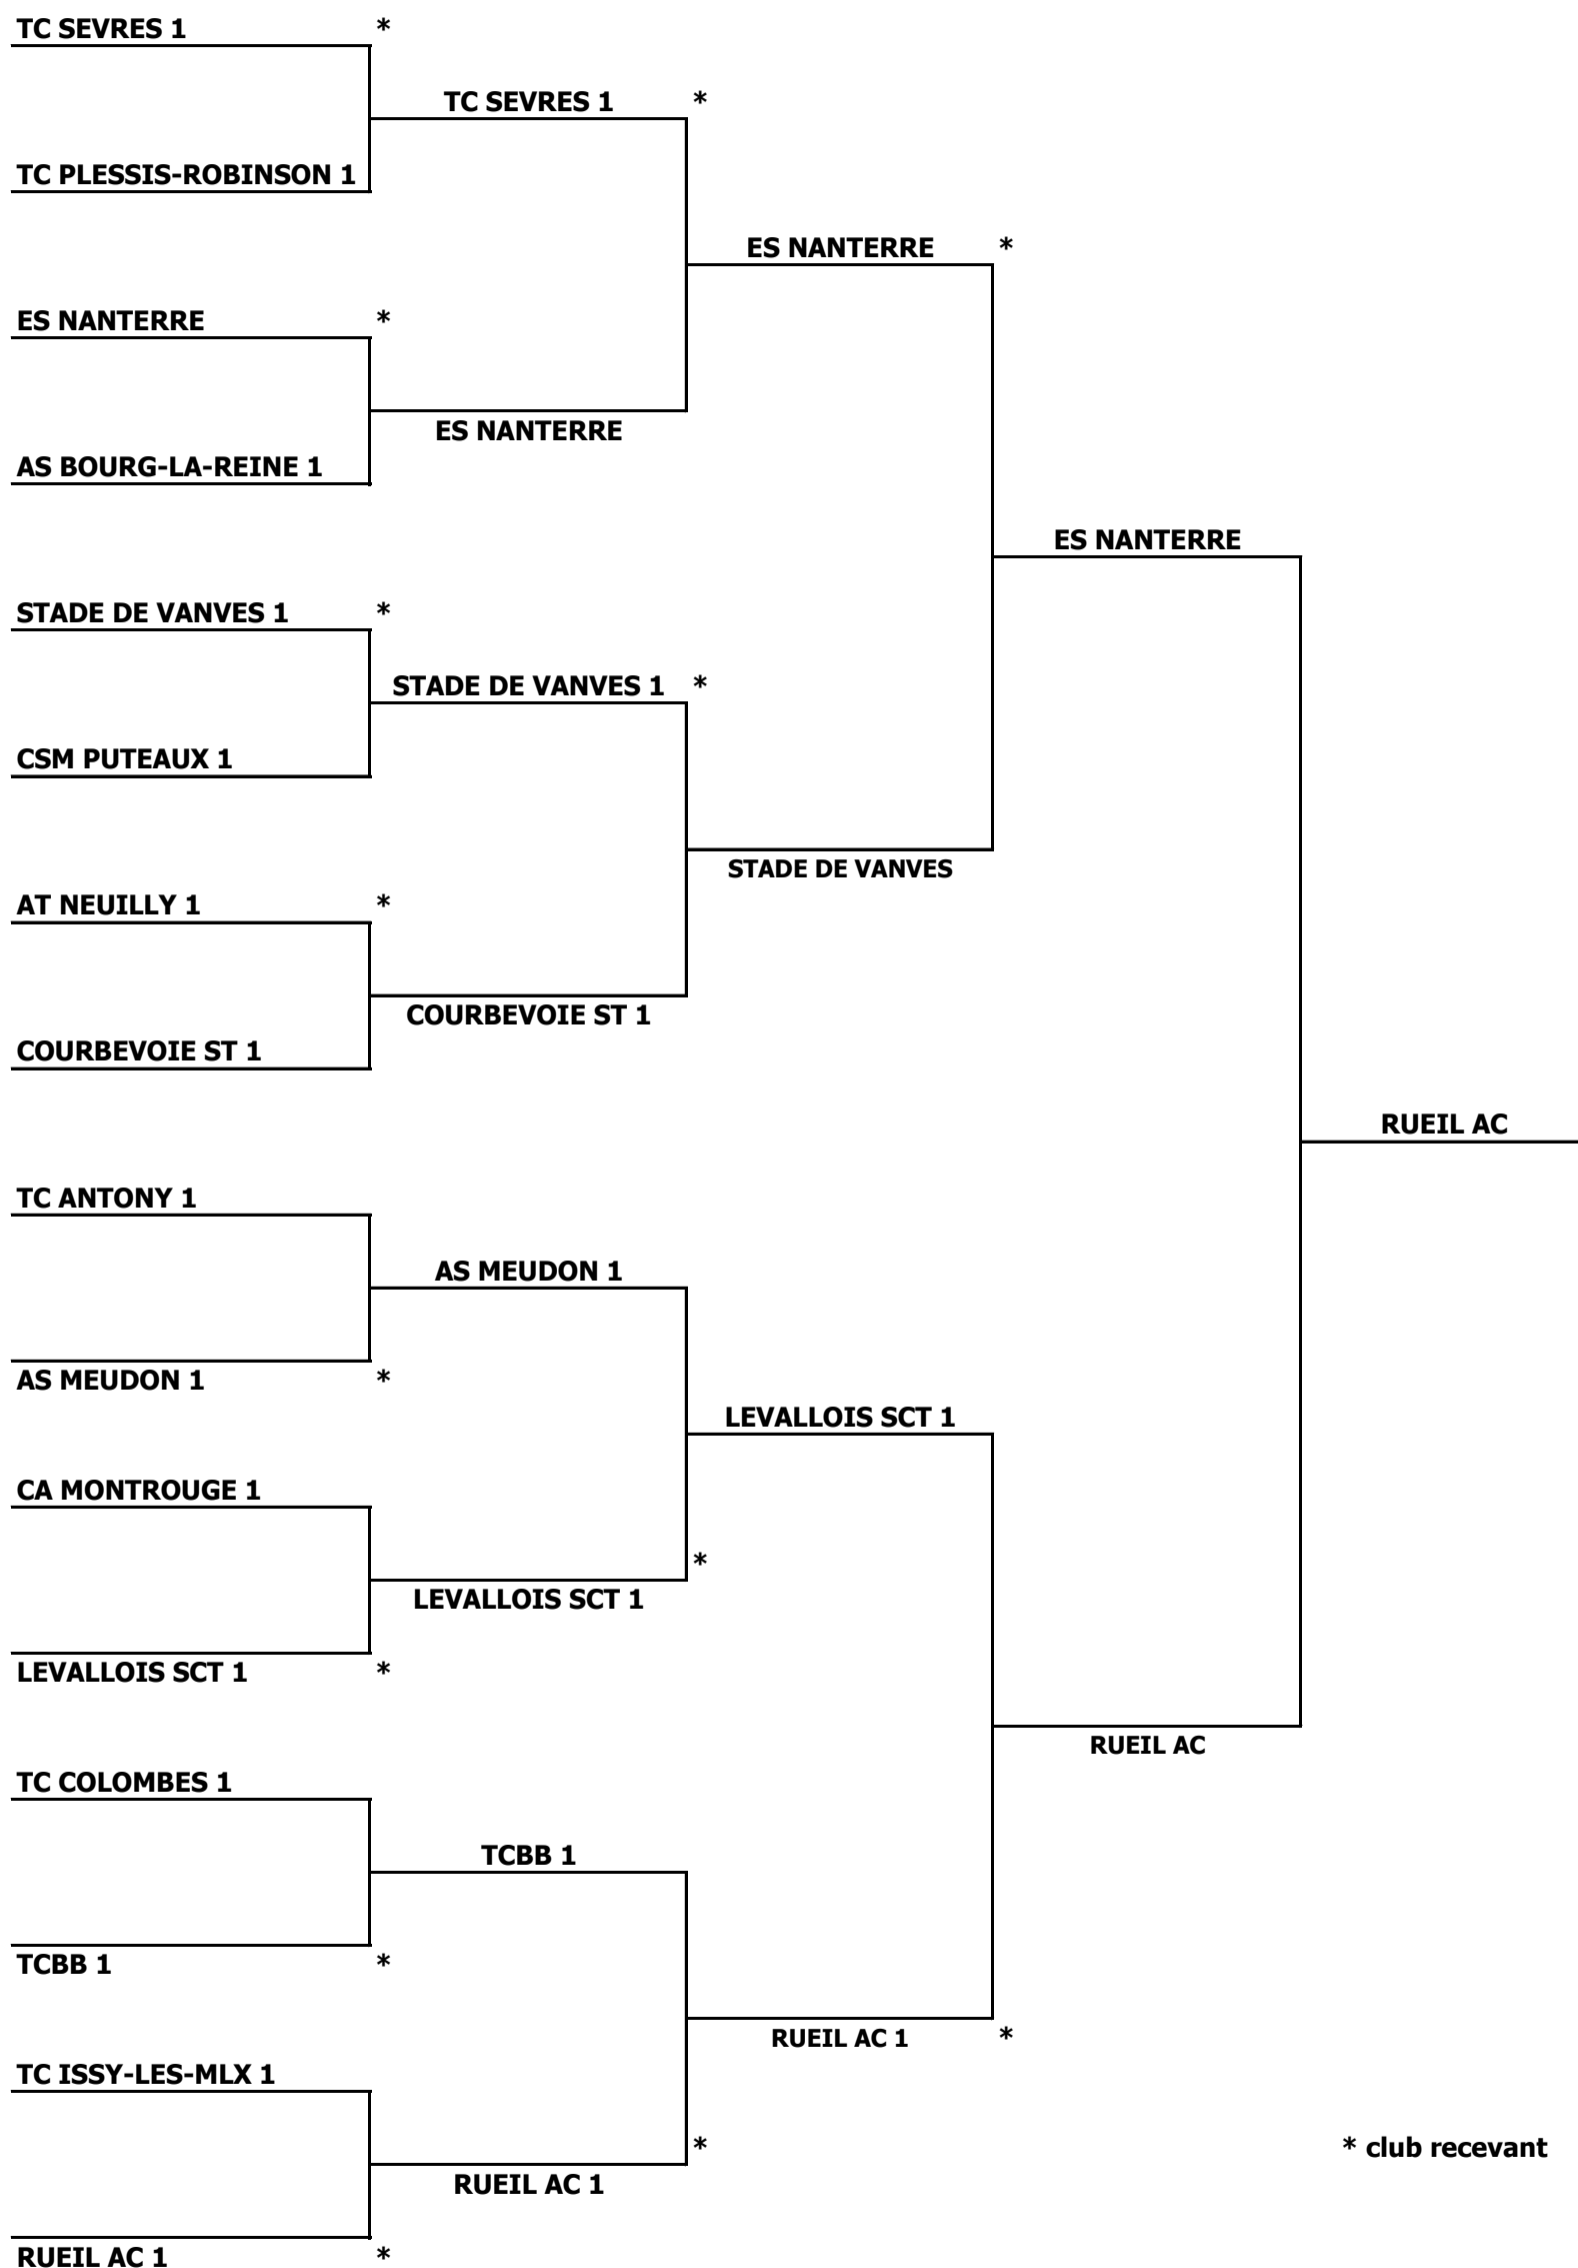 TC SEVRES 1 *
TC SEVRES 1 *
TC PLESSIS-ROBINSON 1
ES NANTERRE *
ES NANTERRE *
ES NANTERRE
AS BOURG-LA-REINE 1
ES NANTERRE
STADE DE VANVES 1 *
STADE DE VANVES 1 *
CSM PUTEAUX 1
STADE DE VANVES
AT NEUILLY 1 *
COURBEVOIE ST 1
COURBEVOIE ST 1
RUEIL AC
TC ANTONY 1
AS MEUDON 1
AS MEUDON 1 *
LEVALLOIS SCT 1
CA MONTROUGE 1
*
LEVALLOIS SCT 1
LEVALLOIS SCT 1 *
RUEIL AC
TC COLOMBES 1
TCBB 1
TCBB 1 *
RUEIL AC 1 *
TC ISSY-LES-MLX 1
* * club recevant
RUEIL AC 1
RUEIL AC 1 *